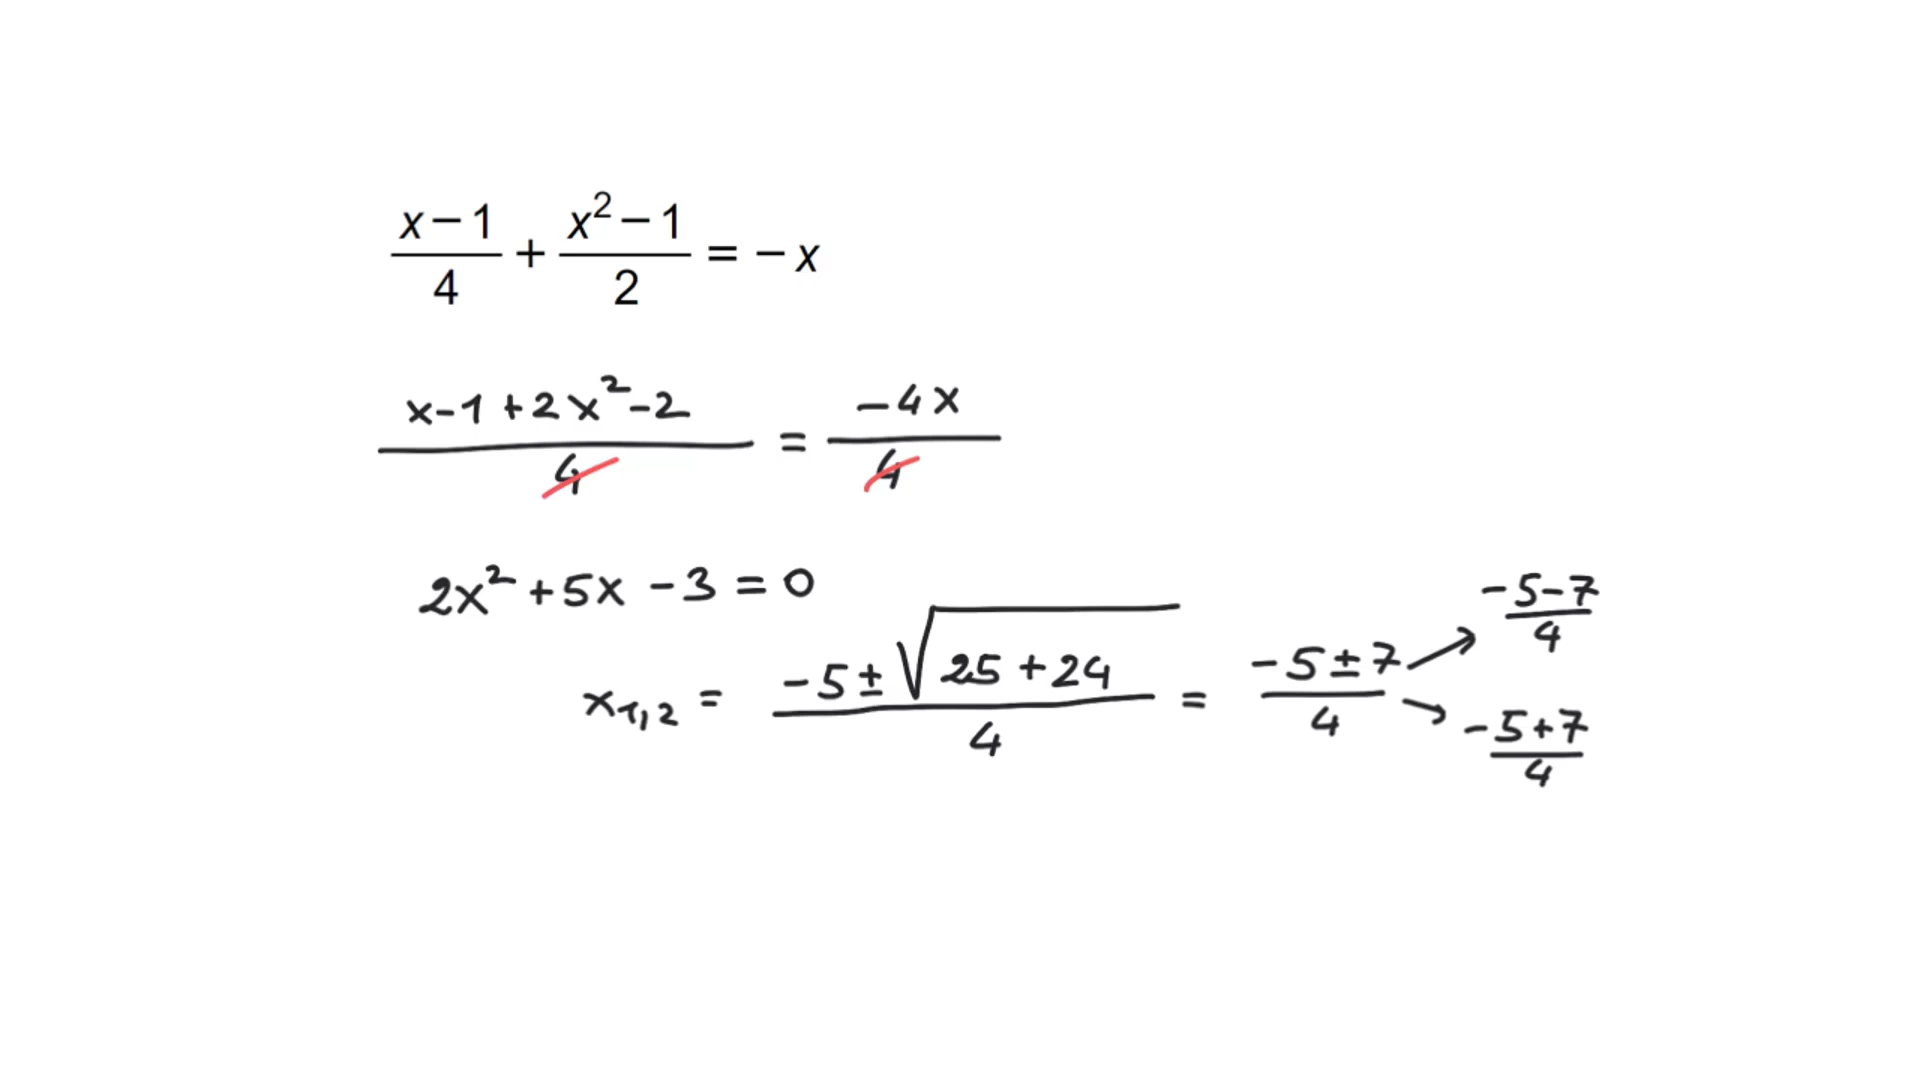 (x − 1)/4 + (x² − 1)/2 = − x
(x-1+2x²-2)/4 = (-4x)/4
2x² +5x -3 = 0
x₁,₂ = (-5 ± √(25 + 24))/4 = (-5±7)/4
(-5-7)/4
(-5+7)/4